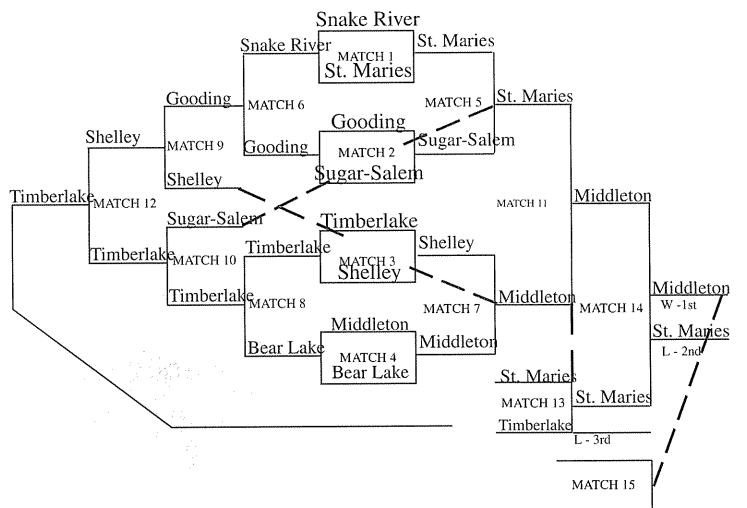 Snake River
Snake River
MATCH 1
St. Maries
St. Maries
Gooding
MATCH 6
MATCH 5
St. Maries
Gooding
Shelley
MATCH 9
Gooding
MATCH 2
Sugar-Salem
Sugar-Salem
Shelley
Timberlake
MATCH 12
MATCH 11
Middleton
Sugar-Salem
Timberlake
Timberlake
MATCH 10
Timberlake
MATCH 3
Shelley
Shelley
Timberlake
MATCH 8
MATCH 7
Middleton
MATCH 14
Middleton
W -1st
Middleton
Bear Lake
MATCH 4
Middleton
Bear Lake
St. Maries
L - 2nd
St. Maries
MATCH 13
St. Maries
Timberlake
L - 3rd
MATCH 15